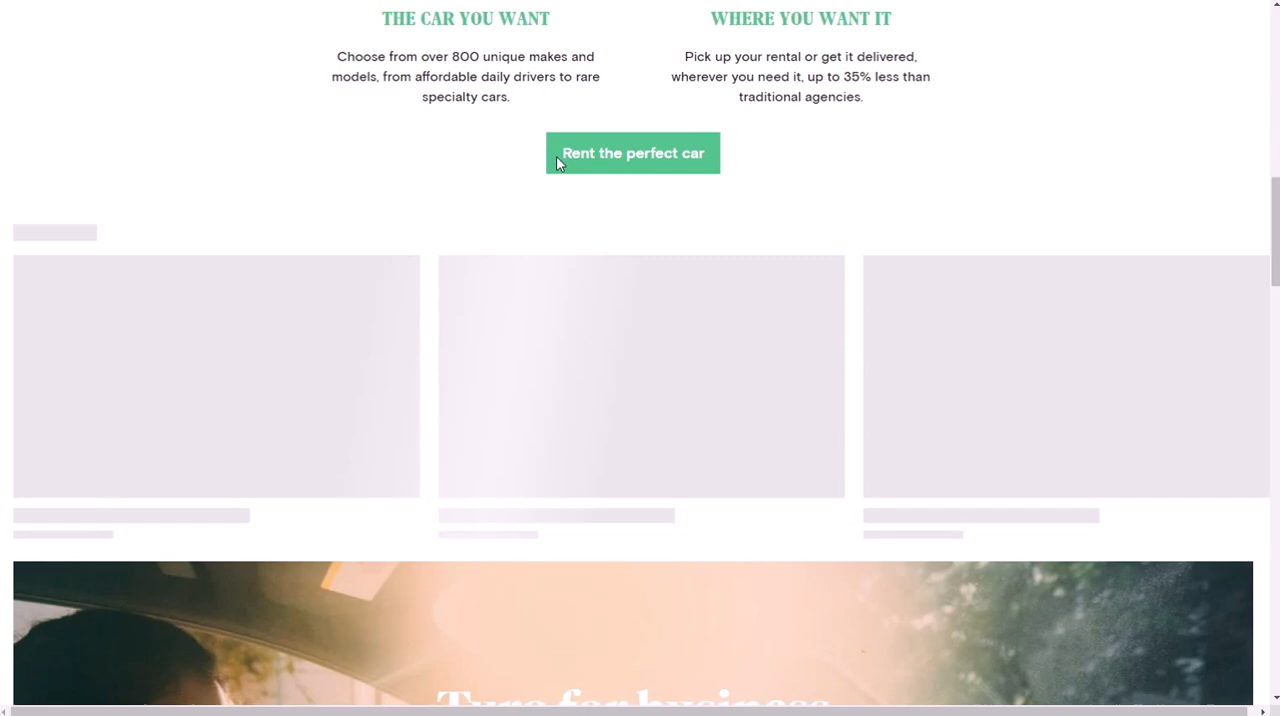 THE CAR YOU WANT
Choose from over 800 unique makes and
models, from affordable daily drivers to rare
specialty cars.
WHERE YOU WANT IT
Pick up your rental or get it delivered,
wherever you need it, up to 35% less than
traditional agencies.
Rent the perfect car
Turo for business